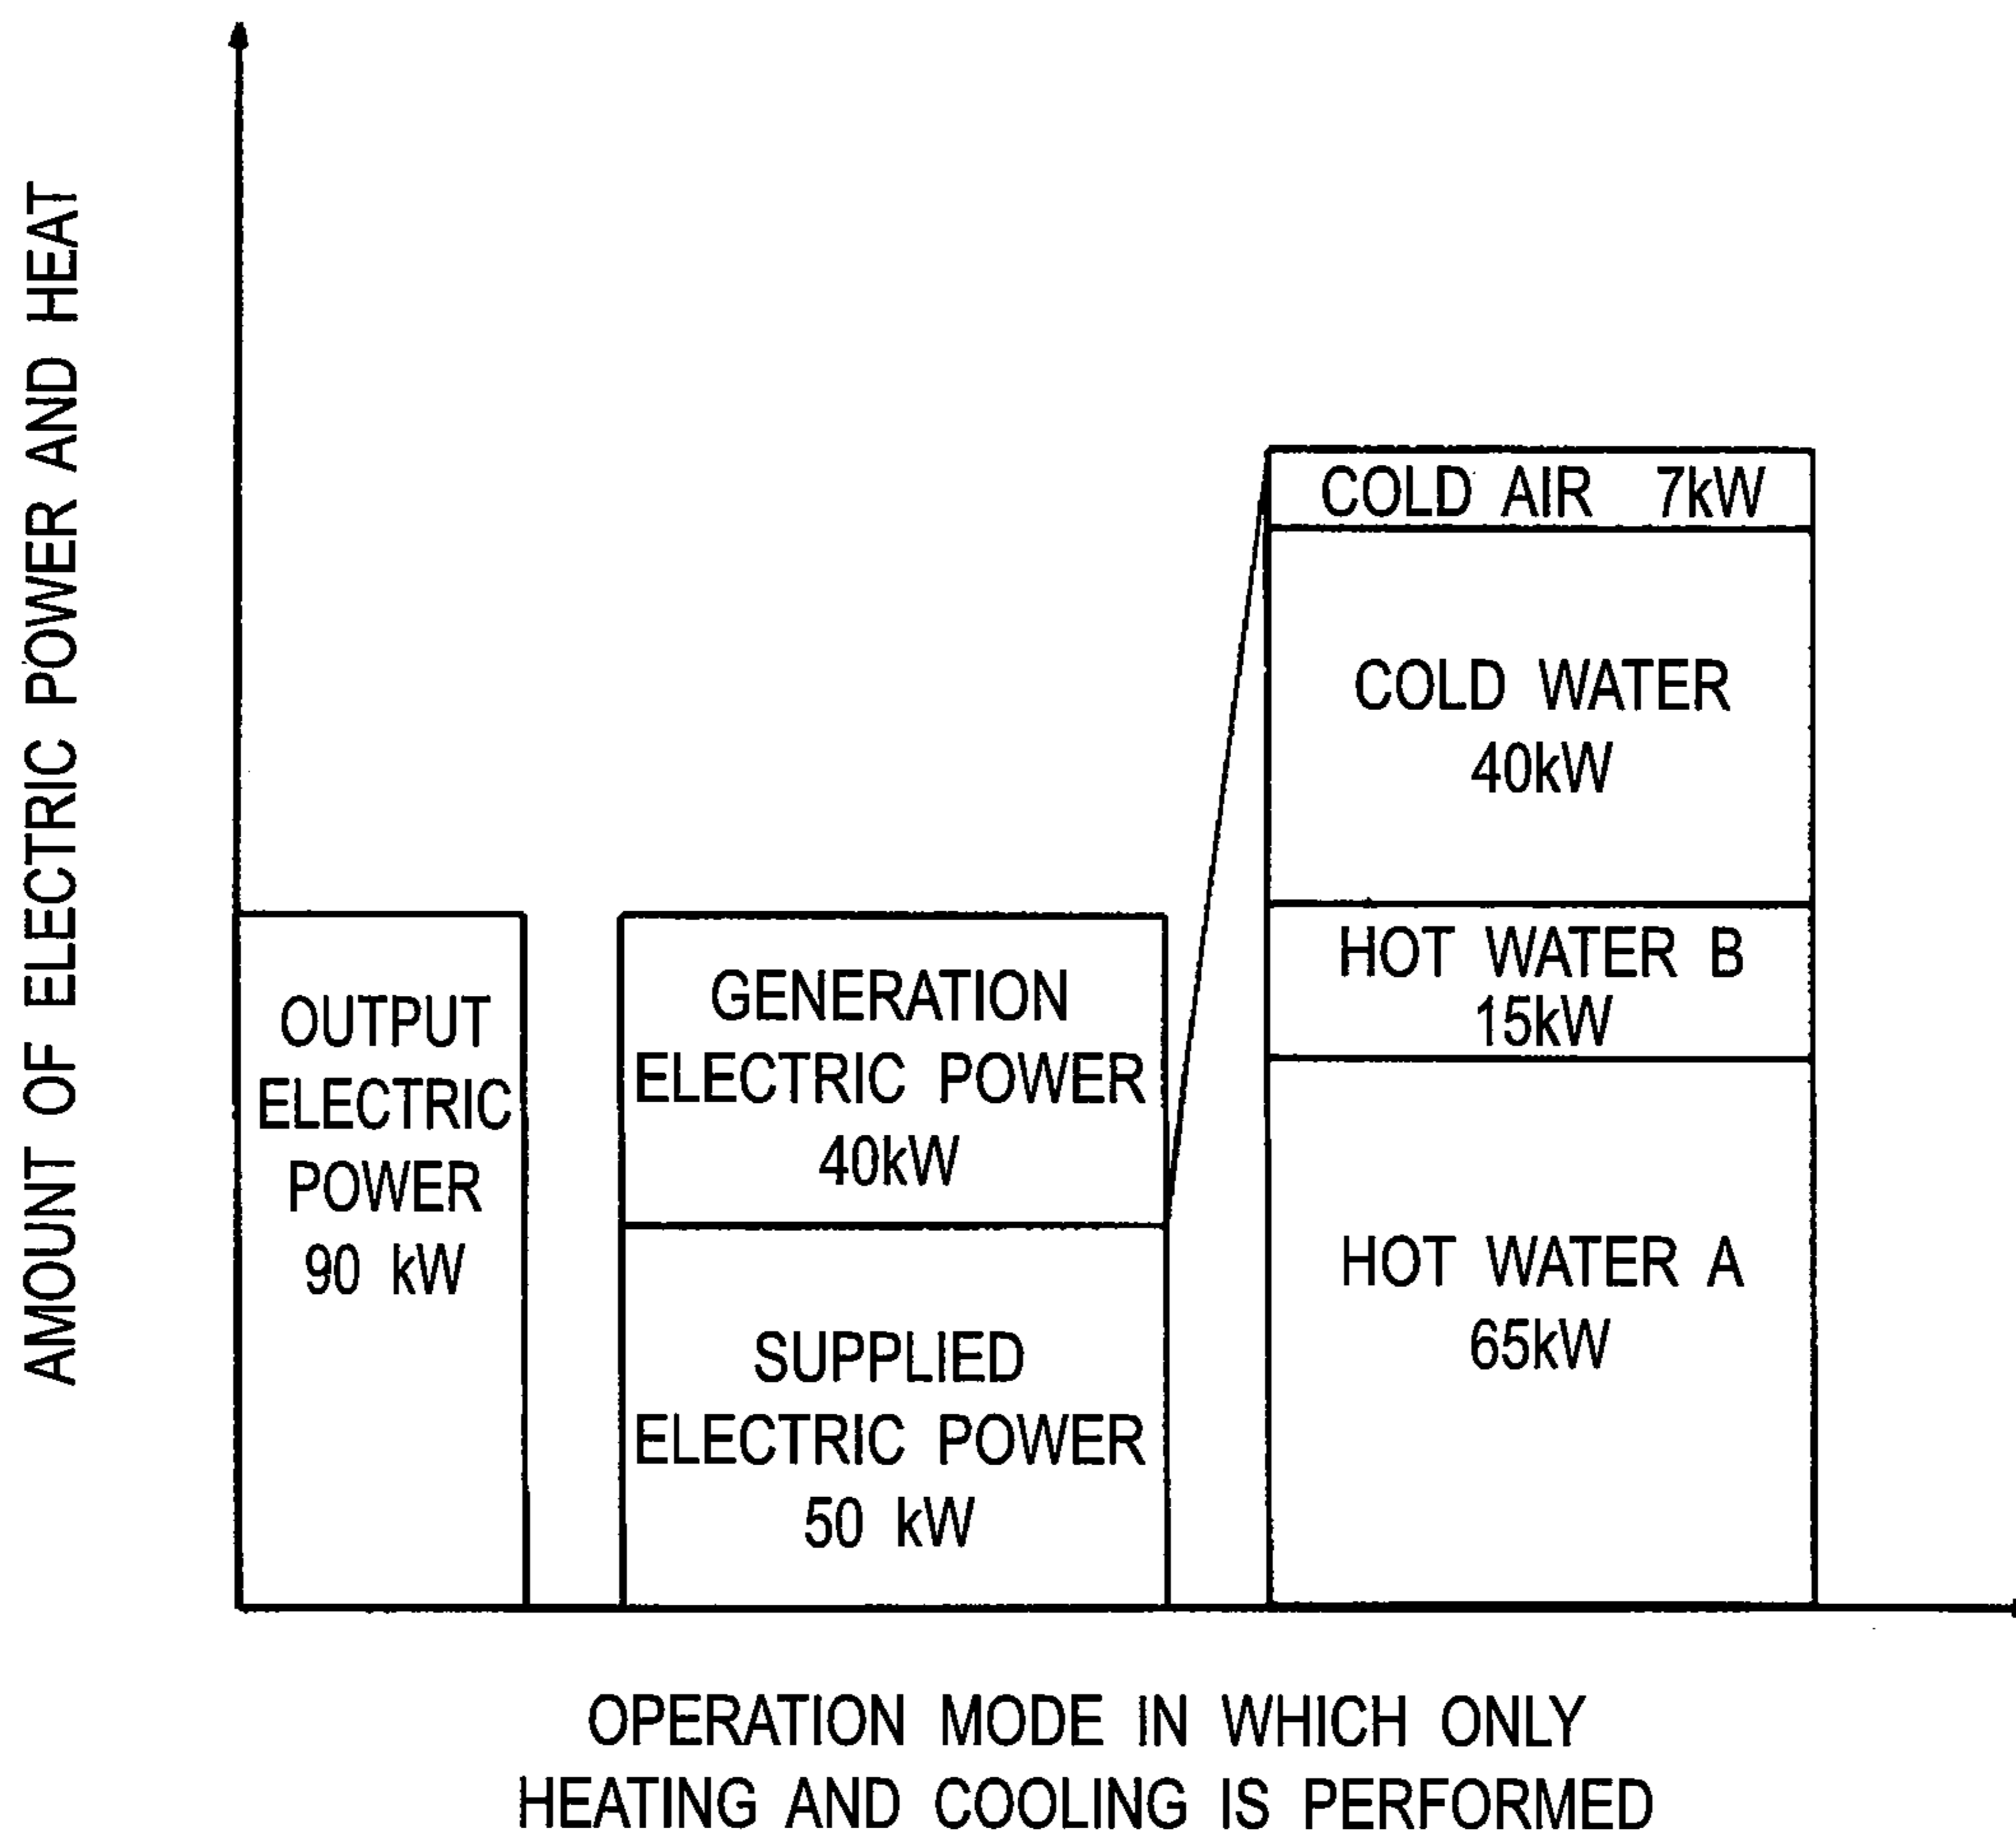 AMOUNT OF ELECTRIC POWER AND HEAT
OUTPUT
ELECTRIC
POWER
90 kW
GENERATION
ELECTRIC POWER
40kW
SUPPLIED
ELECTRIC POWER
50 kW
COLD AIR 7kW
COLD WATER
40kW
HOT WATER B
15kW
HOT WATER A
65kW
OPERATION MODE IN WHICH ONLY
HEATING AND COOLING IS PERFORMED